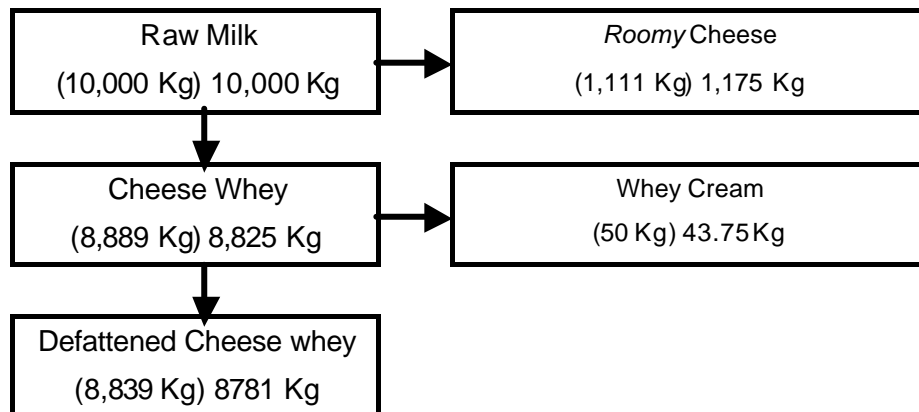 Raw Milk
(10,000 Kg) 10,000 Kg
Roomy Cheese
(1,111 Kg) 1,175 Kg
Cheese Whey
(8,889 Kg) 8,825 Kg
Whey Cream
(50 Kg) 43.75 Kg
Defattened Cheese whey
(8,839 Kg) 8781 Kg